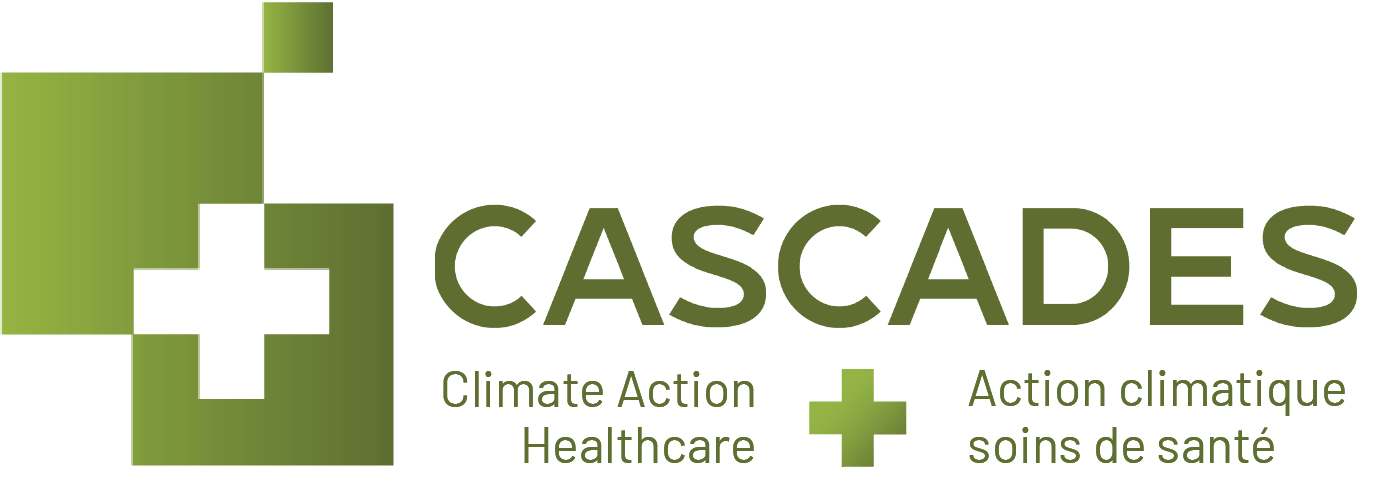 CASCADES
Climate Action
Healthcare
Action climatique
soins de santé